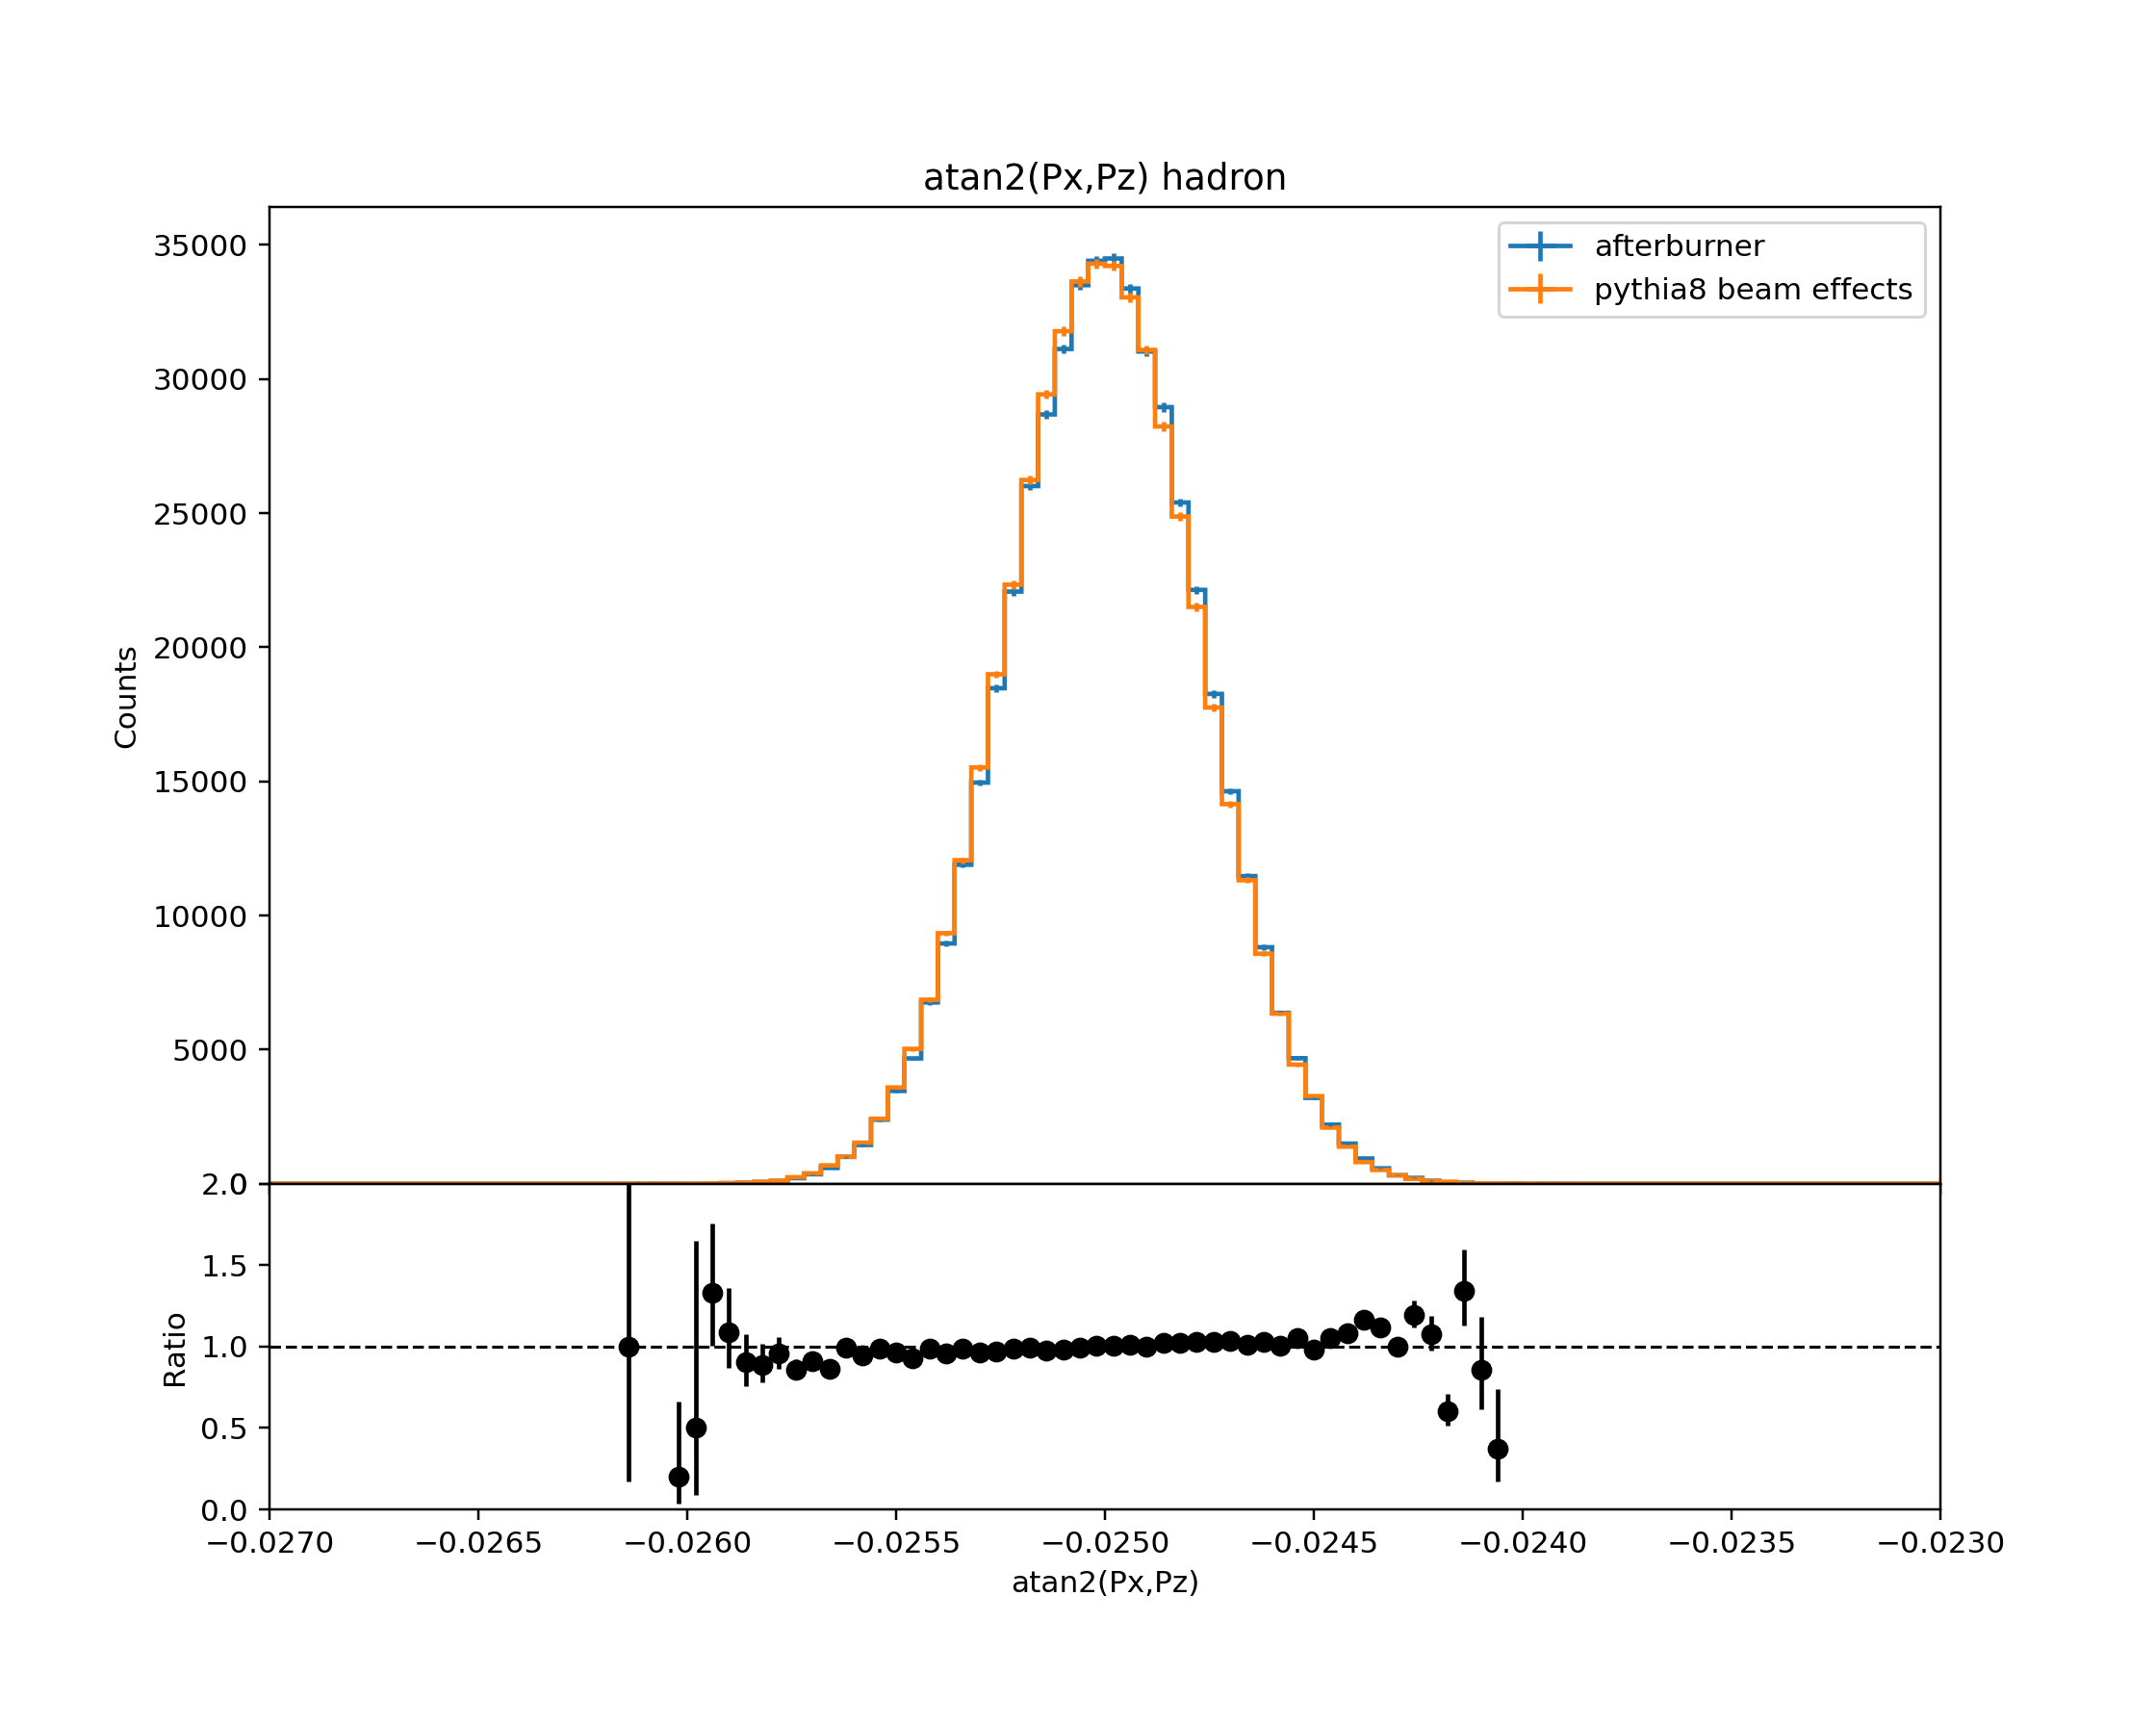 atan2(Px,Pz) hadron
afterburner
pythia8 beam effects
35000
30000
25000
20000
15000
10000
5000
Counts
2.0
1.5
1.0
0.5
0.0
Ratio
−0.0270 −0.0265 −0.0260 −0.0255 −0.0250 −0.0245 −0.0240 −0.0235 −0.0230
atan2(Px,Pz)